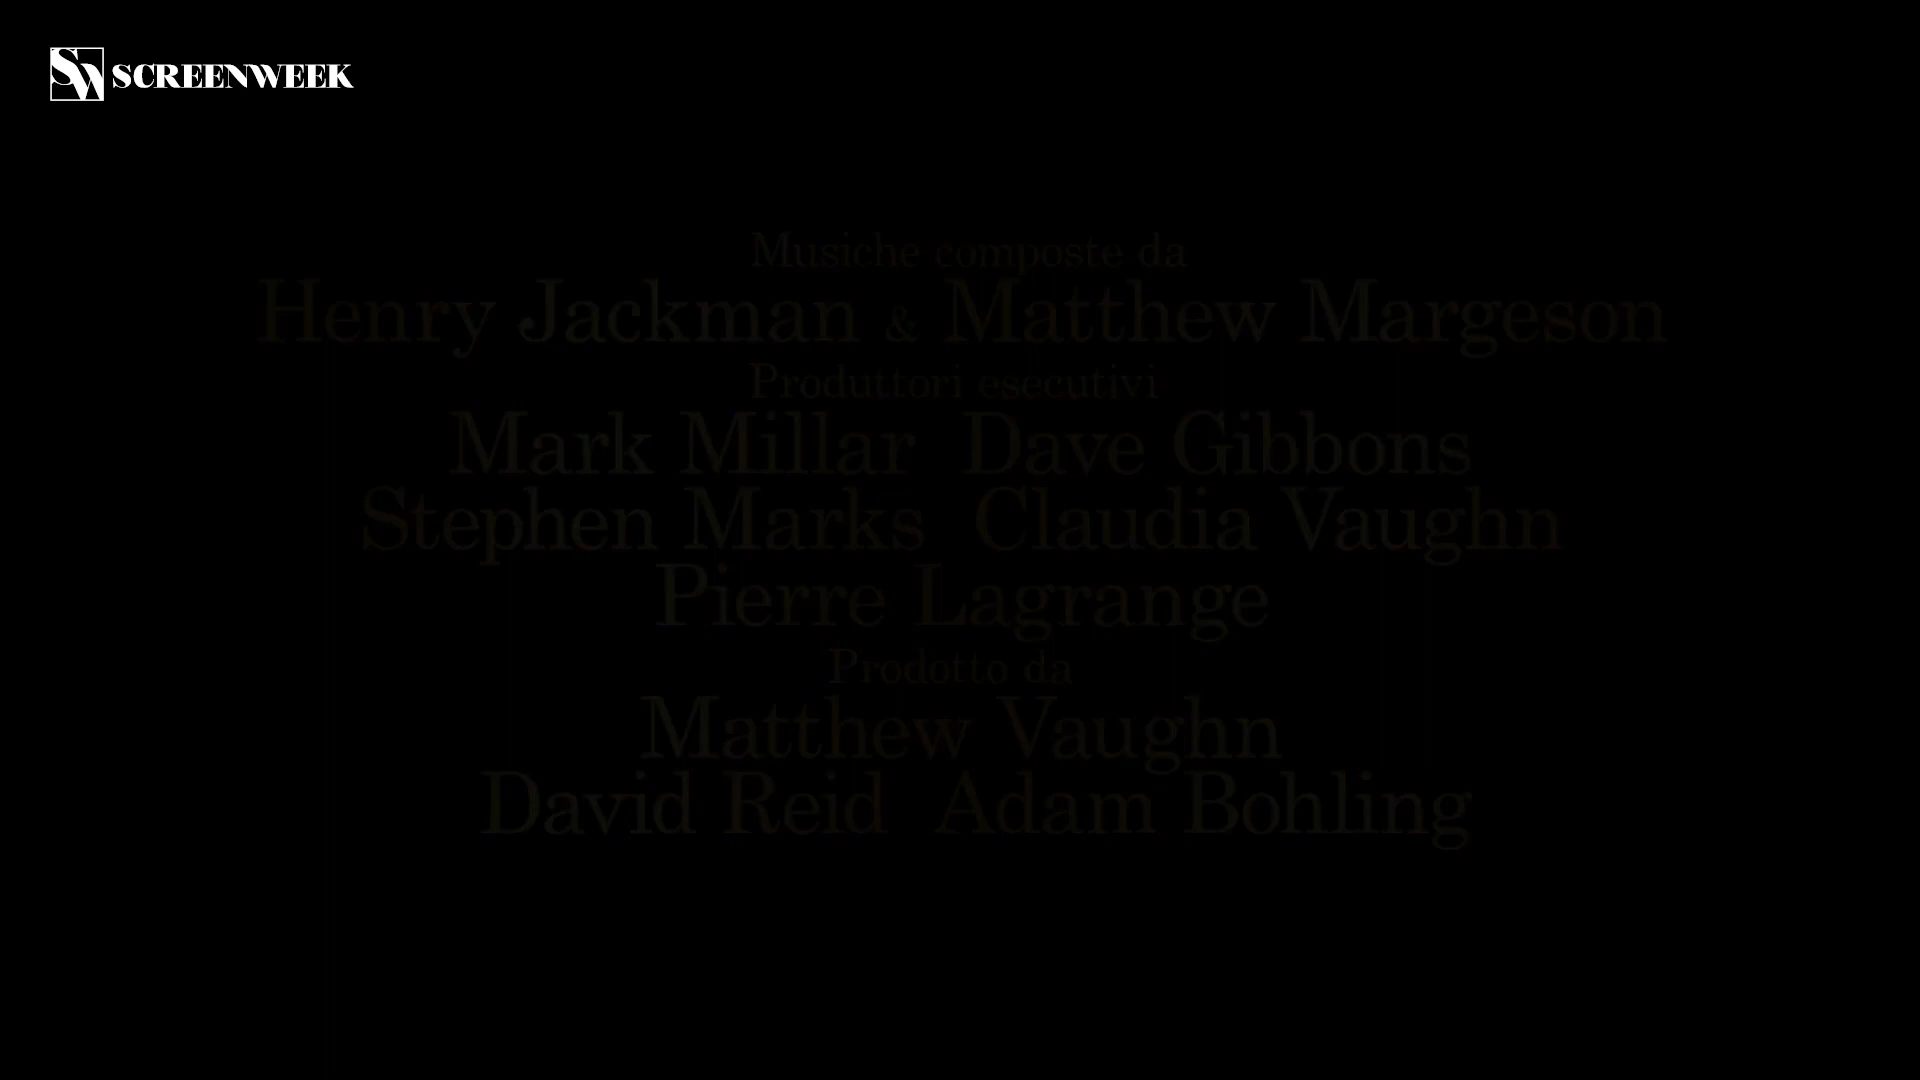 SW SCREENWEEK
Musiche composte da
Henry Jackman & Matthew Margeson
Produttori esecutivi
Mark Millar Dave Gibbons
Stephen Marks Claudia Vaughn
Pierre Lagrange
Prodotto da
Matthew Vaughn
David Reid Adam Bohling